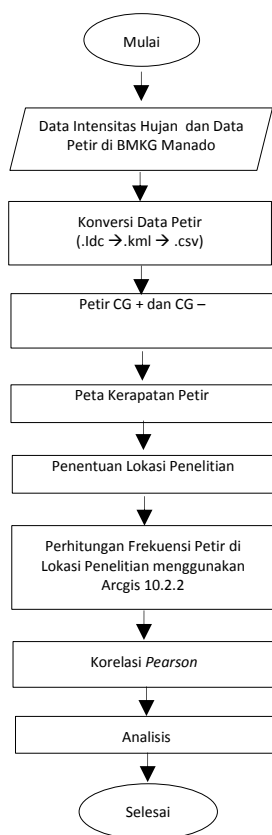 Mulai
Data Intensitas Hujan dan Data
Petir di BMKG Manado
Konversi Data Petir
(.ldc →.kml → .csv)
Petir CG + dan CG –
Peta Kerapatan Petir
Penentuan Lokasi Penelitian
Perhitungan Frekuensi Petir di
Lokasi Penelitian menggunakan
Arcgis 10.2.2
Korelasi Pearson
Analisis
Selesai